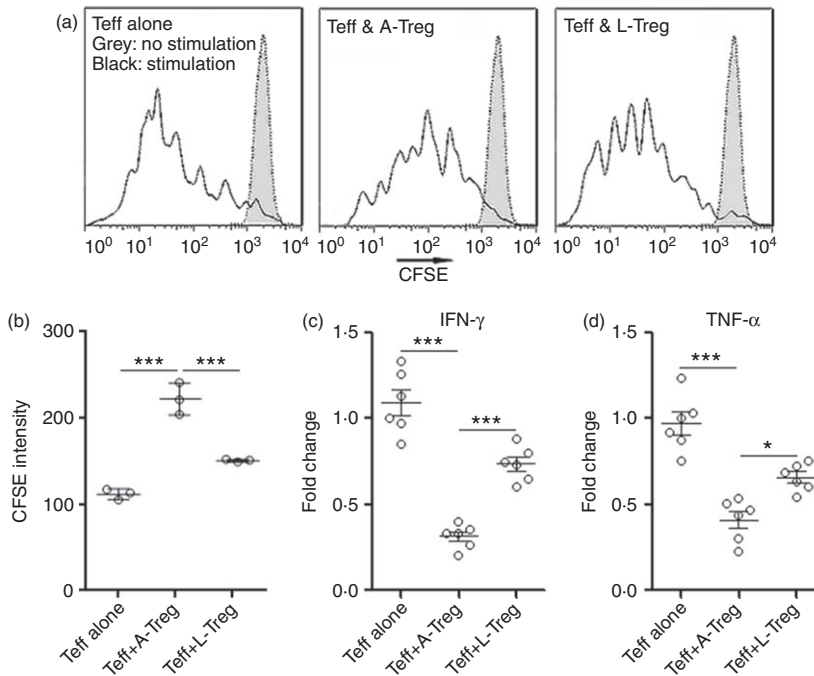 (a)
Teff alone
Grey: no stimulation
Black: stimulation
Teff & A-Treg
Teff & L-Treg
10⁰ 10¹ 10² 10³ 10⁴
10⁰ 10¹ 10² 10³ 10⁴
10⁰ 10¹ 10² 10³ 10⁴
CFSE
(b)
300
200
100
0
CFSE intensity
*** ***
Teff alone
Teff+A-Treg
Teff+L-Treg
(c)
IFN-γ
1·5
1·0
0·5
0·0
Fold change
***
***
Teff alone
Teff+A-Treg
Teff+L-Treg
(d)
TNF-α
1·5
1·0
0·5
0·0
Fold change
***
*
Teff alone
Teff+A-Treg
Teff+L-Treg